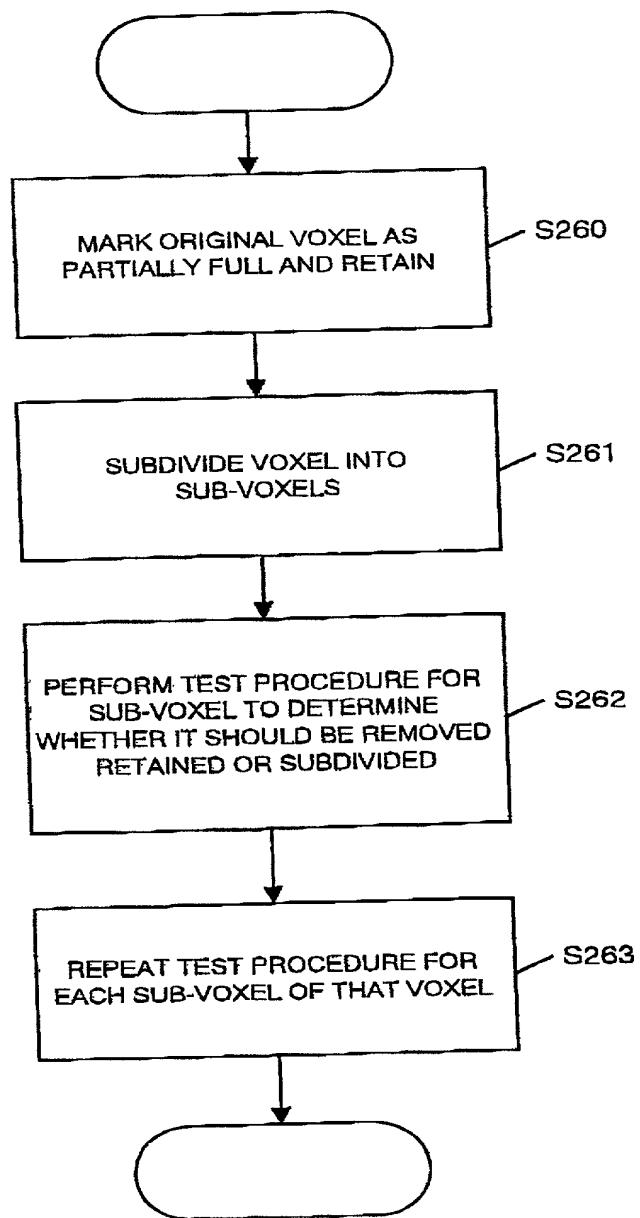 MARK ORIGINAL VOXEL AS
PARTIALLY FULL AND RETAIN
S260
SUBDIVIDE VOXEL INTO
SUB-VOXELS
S261
PERFORM TEST PROCEDURE FOR
SUB-VOXEL TO DETERMINE
WHETHER IT SHOULD BE REMOVED
RETAINED OR SUBDIVIDED
S262
REPEAT TEST PROCEDURE FOR
EACH SUB-VOXEL OF THAT VOXEL
S263